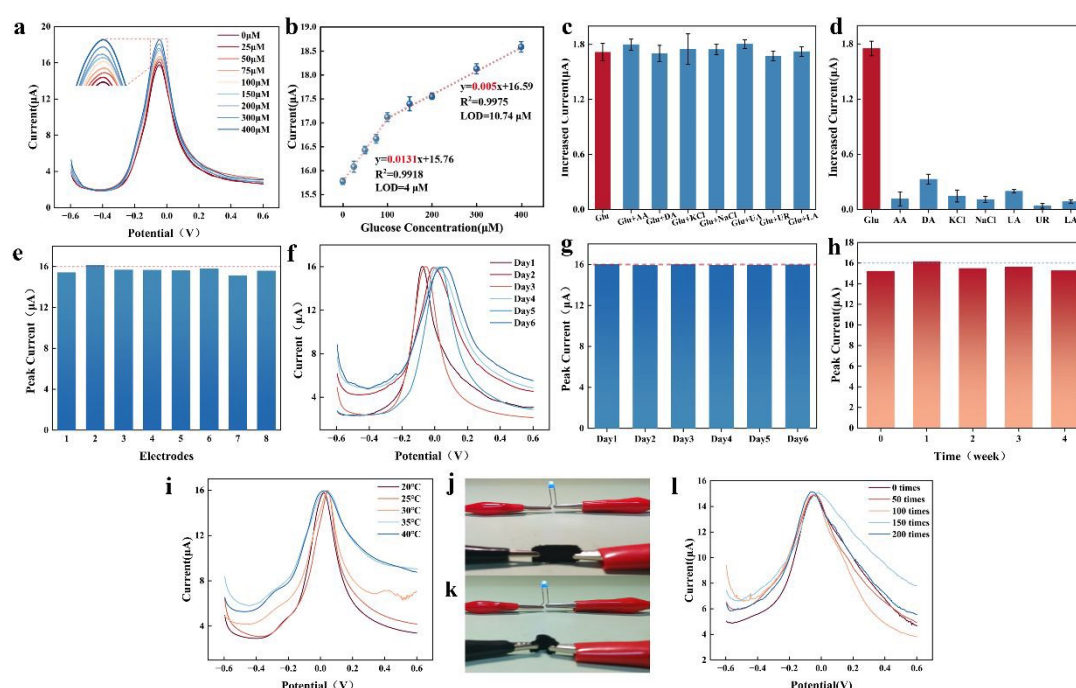 a
20
16
12
8
4
0
Current(μA)
−0.6 −0.4 −0.2 0.0 0.2 0.4 0.6
Potential（V）
0μM
25μM
50μM
75μM
100μM
150μM
200μM
300μM
400μM
b
19.0
18.5
18.0
17.5
17.0
16.5
16.0
15.5
Current(μA)
0 100 200 300 400
Glucose Concentration(μM)
y=0.005x+16.59
R²=0.9975
LOD=10.74 μM
y=0.0131x+15.76
R²=0.9918
LOD=4 μM
c
1.8
1.2
0.6
0.0
Increased Current(μA)
Glu Glu+AA Glu+DA Glu+KCl Glu+NaCl Glu+UA Glu+UR Glu+LA
d
1.8
1.2
0.6
0.0
Increased Current(μA)
Glu AA DA KCl NaCl UA UR LA
e
16
12
8
4
0
Peak Current（μA）
1 2 3 4 5 6 7 8
Electrodes
f
16
12
8
4
Current（μA）
−0.6 −0.4 −0.2 0.0 0.2 0.4 0.6
Potential（V）
Day1
Day2
Day3
Day4
Day5
Day6
g
16
12
8
4
0
Peak Current（μA）
Day1 Day2 Day3 Day4 Day5 Day6
h
18
16
14
12
10
8
6
4
2
0
Peak Current（μA）
0 1 2 3 4
Time（week）
i
16
12
8
4
Current(μA)
−0.6 −0.4 −0.2 0.0 0.2 0.4 0.6
Potential（V）
20℃
25℃
30℃
35℃
40℃
j
k
l
16
14
12
10
8
6
4
2
Current(μA)
−0.6 −0.4 −0.2 0.0 0.2 0.4 0.6
Potential(V)
0 times
50 times
100 times
150 times
200 times